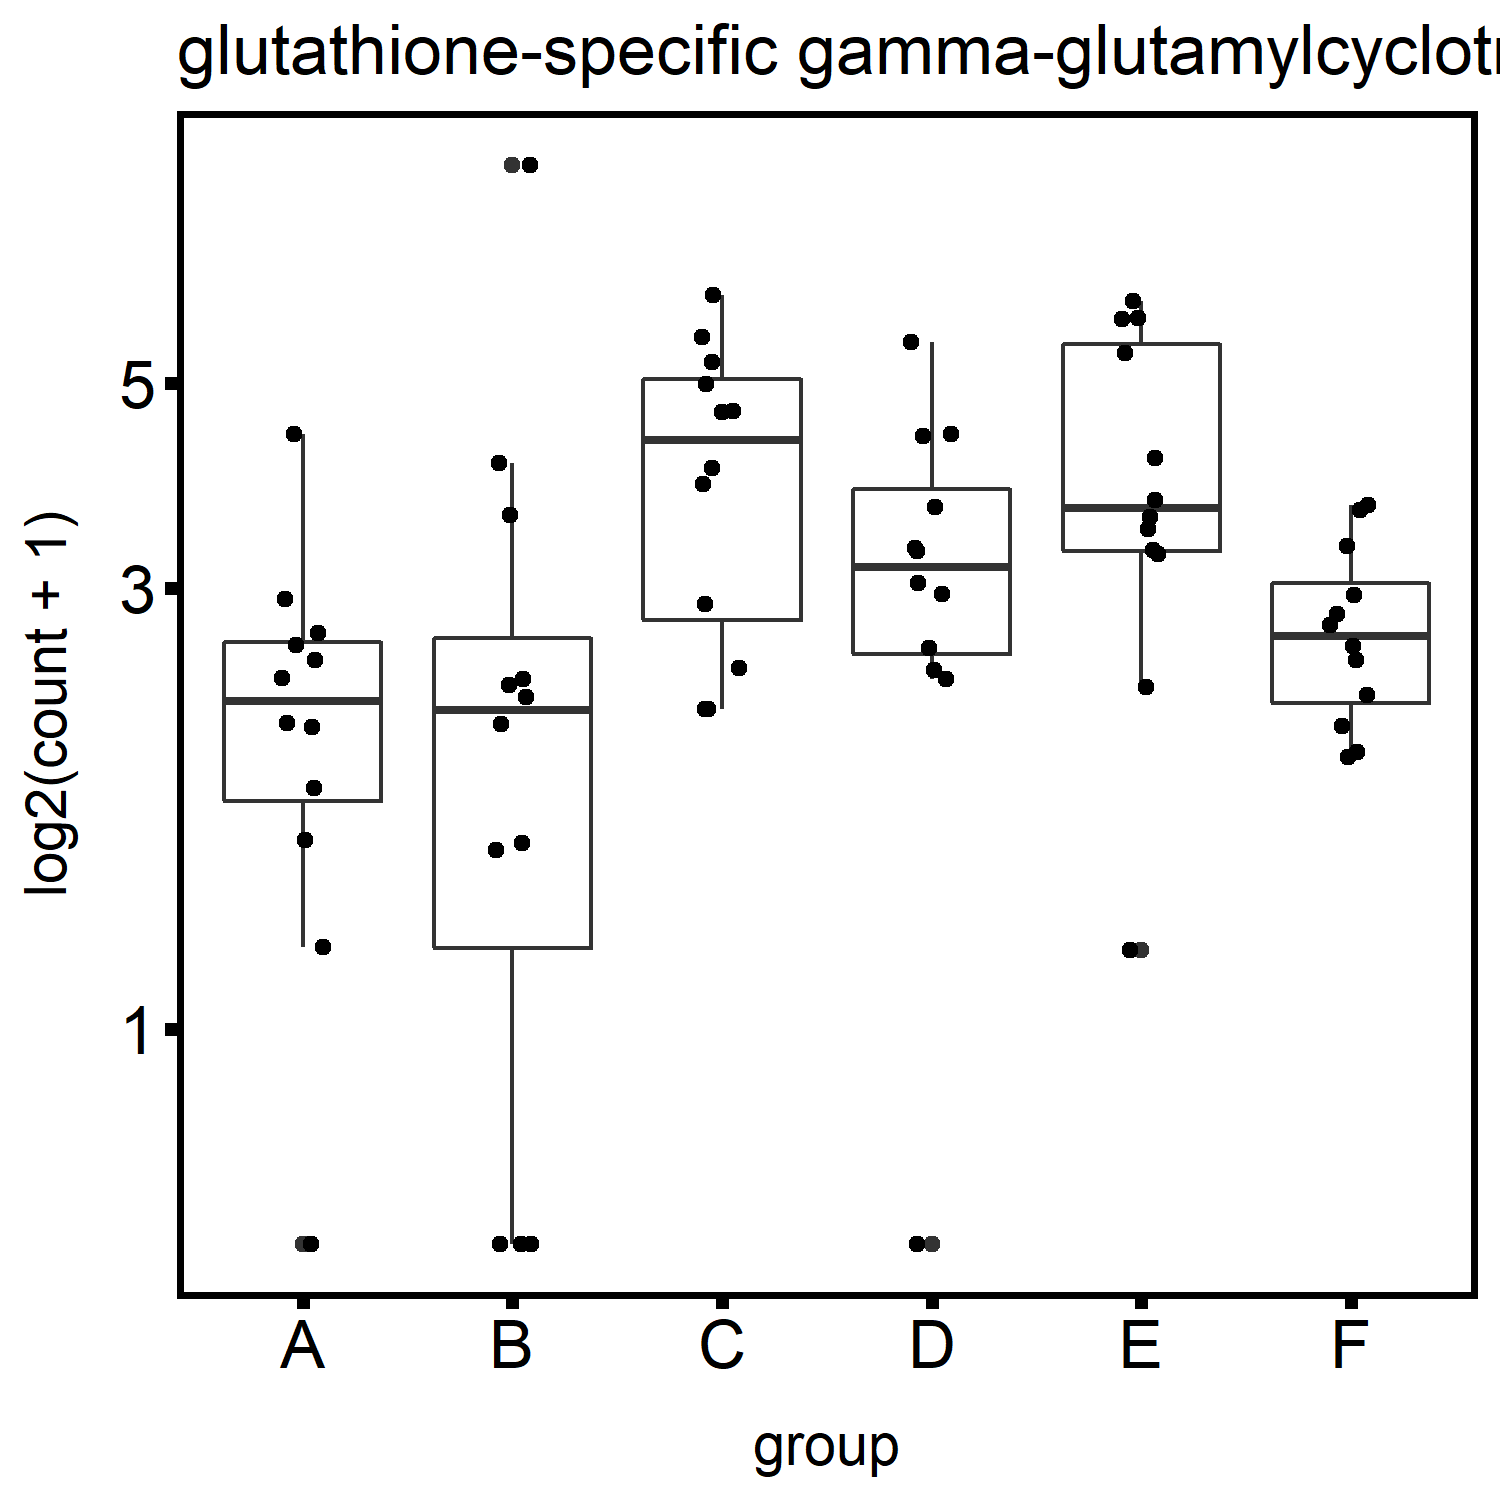 glutathione-specific gamma-glutamylcyclot
log2(count + 1)
5
3
1
A B C D E F
group